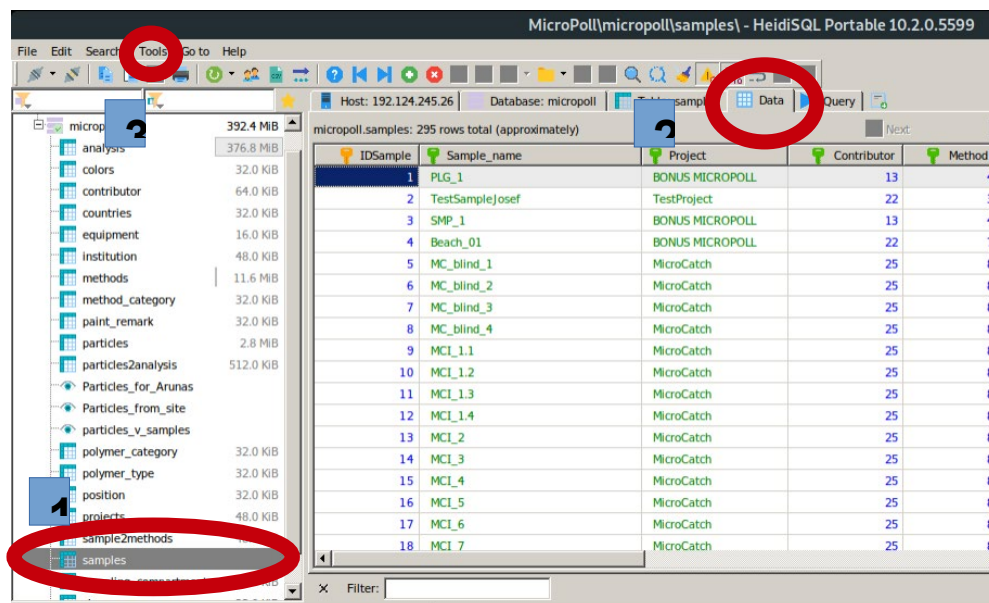 MicroPoll\micropoll\samples\ - HeidiSQL Portable 10.2.0.5599
File Edit Search Tools Go to Help
Host: 192.124.245.26 Database: micropoll Data Query
microp 392.4 MiB
micropoll.samples: 295 rows total (approximately) Next
IDSample Sample_name Project Contributor Method
analysis 376.8 MiB
colors 32.0 KiB
contributor 64.0 KiB
countries 32.0 KiB
equipment 16.0 KiB
institution 48.0 KiB
methods 11.6 MiB
method_category 32.0 KiB
paint_remark 32.0 KiB
particles 2.8 MiB
particles2analysis 512.0 KiB
Particles_for_Arunas
Particles_from_site
particles_v_samples
polymer_category 32.0 KiB
polymer_type 32.0 KiB
position 32.0 KiB
projects 48.0 KiB
sample2methods
samples
1 PLG_1 BONUS MICROPOLL 13
2 TestSampleJosef TestProject 22
3 SMP_1 BONUS MICROPOLL 13
4 Beach_01 BONUS MICROPOLL 22
5 MC_blind_1 MicroCatch 25
6 MC_blind_2 MicroCatch 25
7 MC_blind_3 MicroCatch 25
8 MC_blind_4 MicroCatch 25
9 MCI_1.1 MicroCatch 25
10 MCI_1.2 MicroCatch 25
11 MCI_1.3 MicroCatch 25
12 MCI_1.4 MicroCatch 25
13 MCI_2 MicroCatch 25
14 MCI_3 MicroCatch 25
15 MCI_4 MicroCatch 25
16 MCI_5 MicroCatch 25
17 MCI_6 MicroCatch 25
18 MCI_7 MicroCatch 25
Filter:
3
2
1